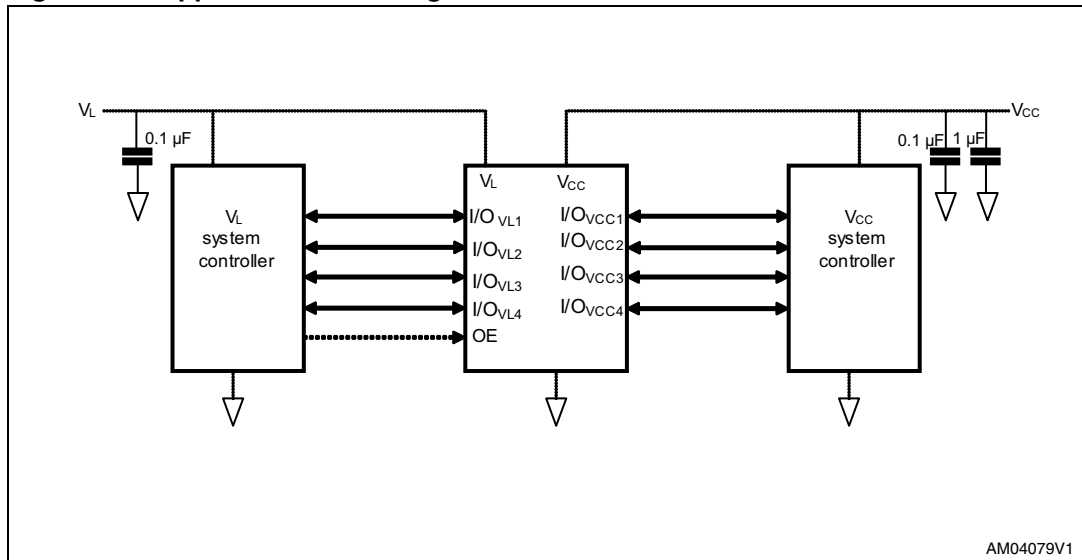 VL
0.1 µF
0.1 µF
1 µF
VCC
VL
system
controller
VL
VCC
I/OVL1
I/OVL2
I/OVL3
I/OVL4
OE
I/OVCC1
I/OVCC2
I/OVCC3
I/OVCC4
VCC
system
controller
AM04079V1